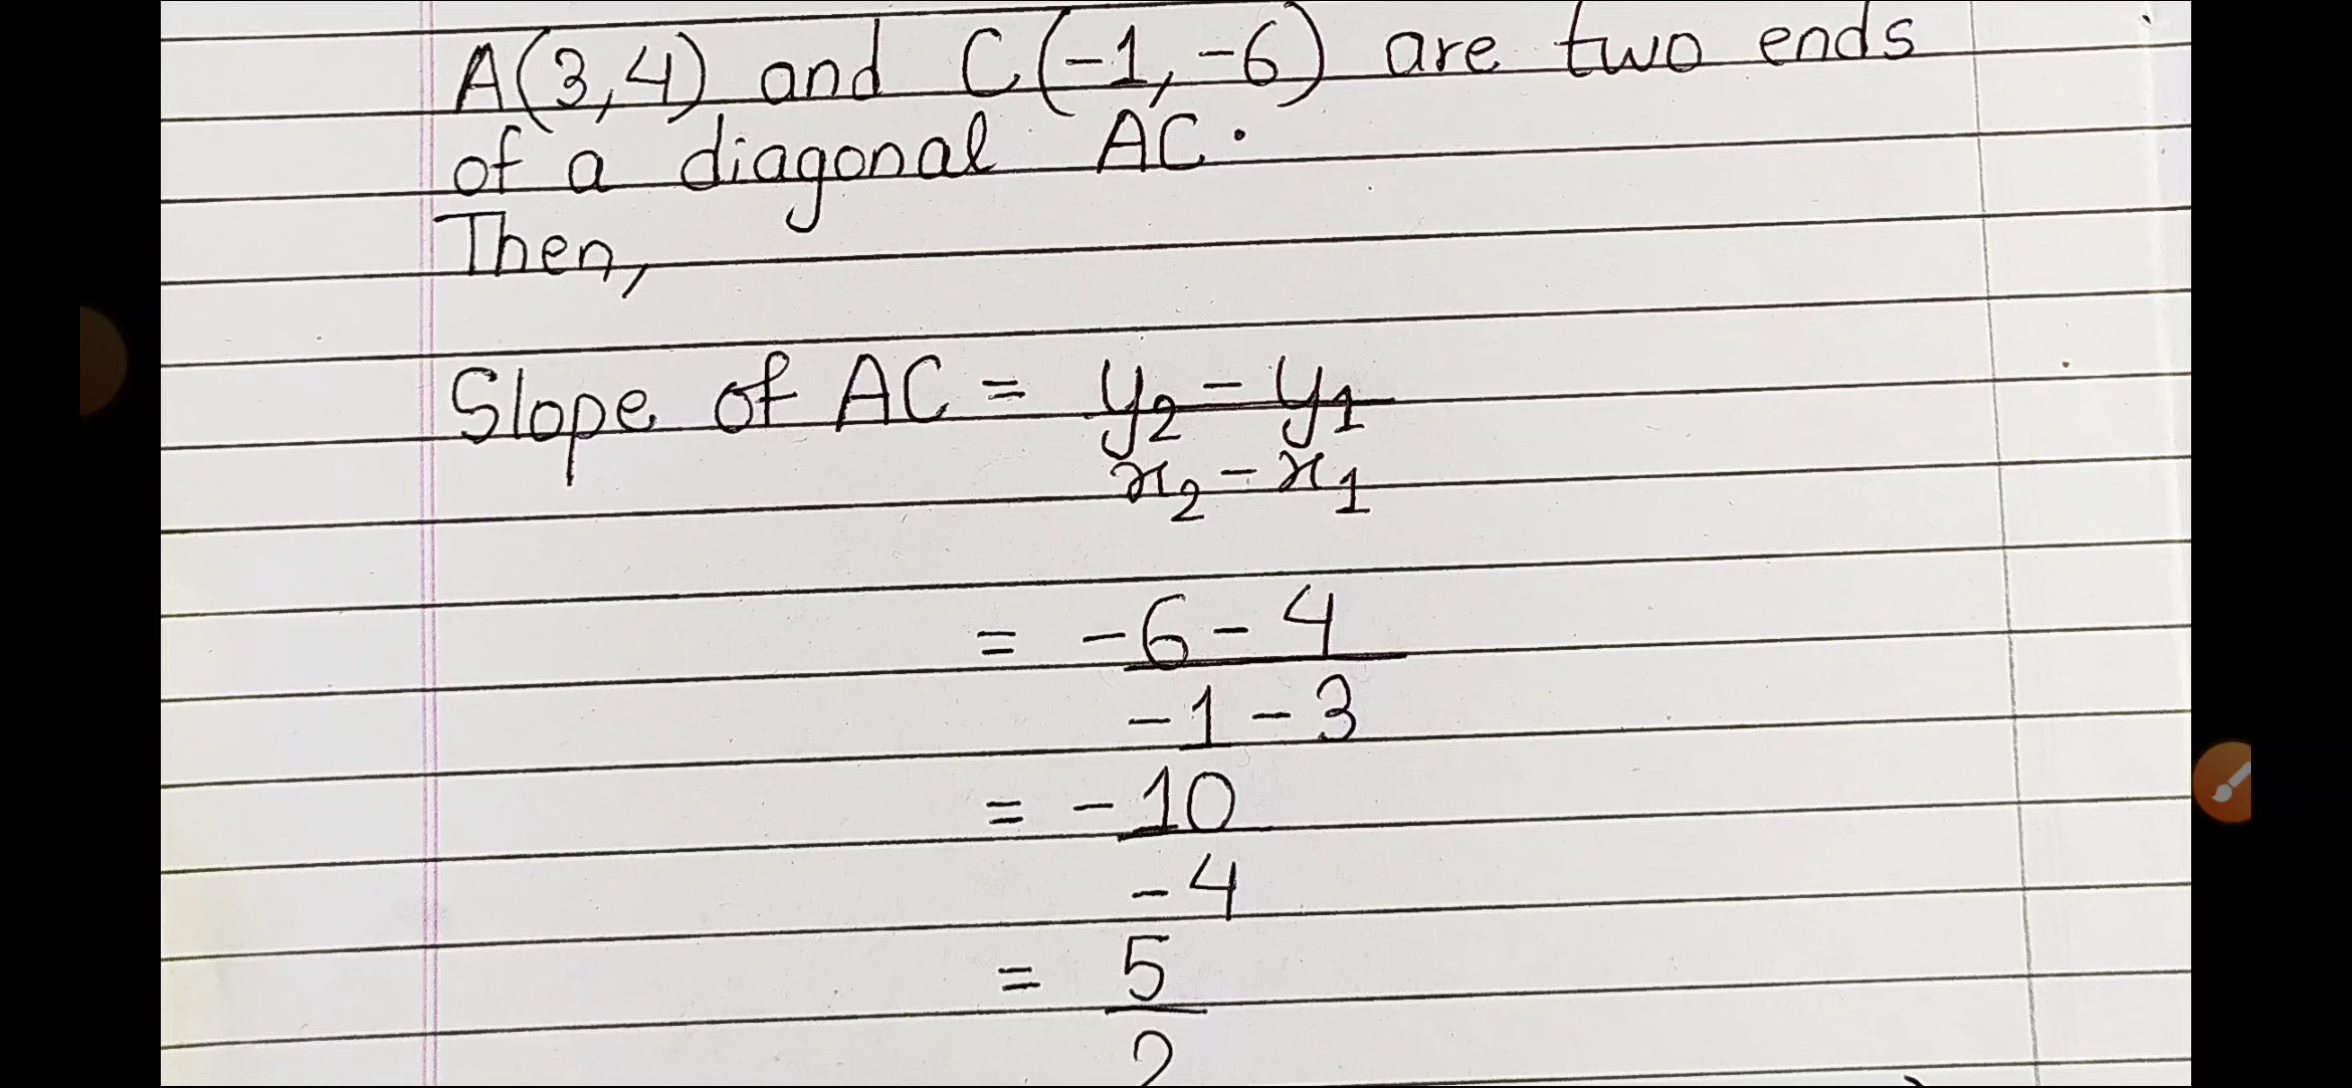 A(3,4) and C(-1,-6) are two ends
of a diagonal AC.
Then,
Slope of AC = y2 - y1
x2 - x1
= -6 - 4
-1 - 3
= -10
-4
= 5
2